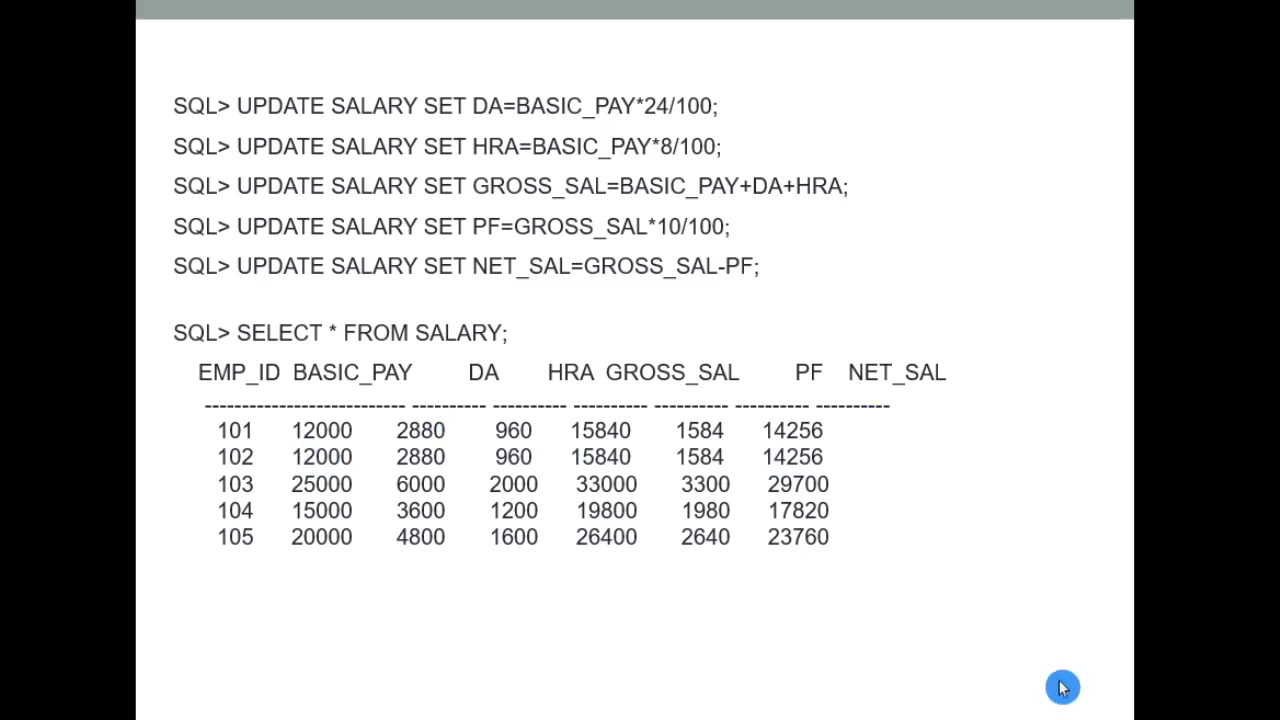 SQL> UPDATE SALARY SET DA=BASIC_PAY*24/100;
SQL> UPDATE SALARY SET HRA=BASIC_PAY*8/100;
SQL> UPDATE SALARY SET GROSS_SAL=BASIC_PAY+DA+HRA;
SQL> UPDATE SALARY SET PF=GROSS_SAL*10/100;
SQL> UPDATE SALARY SET NET_SAL=GROSS_SAL-PF;
SQL> SELECT * FROM SALARY;
EMP_ID BASIC_PAY DA HRA GROSS_SAL PF NET_SAL
--------------------------- ---------- ---------- ---------- ---------- ---------- ----------
101 12000 2880 960 15840 1584 14256
102 12000 2880 960 15840 1584 14256
103 25000 6000 2000 33000 3300 29700
104 15000 3600 1200 19800 1980 17820
105 20000 4800 1600 26400 2640 23760